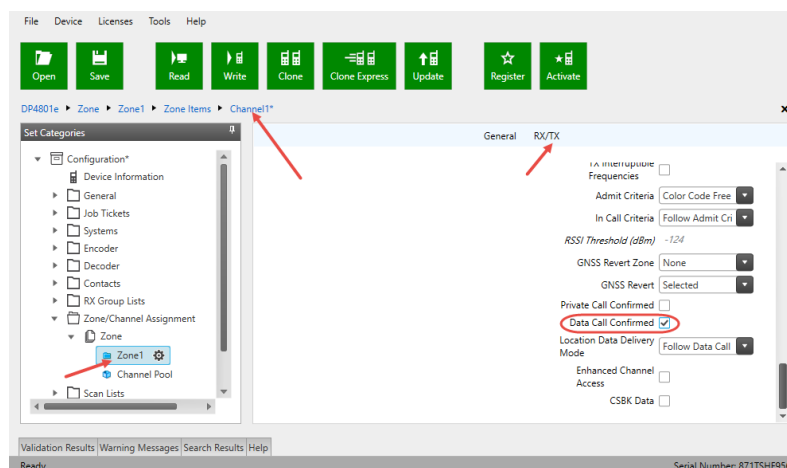 File Device Licenses Tools Help
Open Save Read Write Clone Clone Express Update Register Activate
DP4801e Zone Zone1 Zone Items Channel1*
Set Categories
General RX/TX
Configuration*
Device Information
General
Job Tickets
Systems
Encoder
Decoder
Contacts
RX Group Lists
Zone/Channel Assignment
Zone
Zone1
Channel Pool
Scan Lists
TX Interruptible
Frequencies
Admit Criteria Color Code Free
In Call Criteria Follow Admit Cri
RSSI Threshold (dBm) -124
GNSS Revert Zone None
GNSS Revert Selected
Private Call Confirmed
Data Call Confirmed
Location Data Delivery
Mode Follow Data Call
Enhanced Channel
Access
CSBK Data
Validation Results Warning Messages Search Results Help
Ready